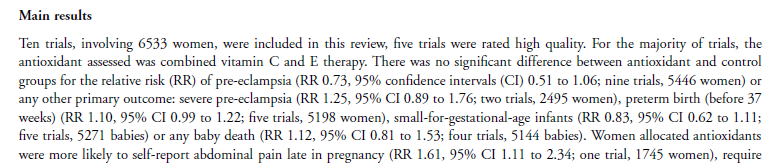 Main results
Ten trials, involving 6533 women, were included in this review, five trials were rated high quality. For the majority of trials, the
antioxidant assessed was combined vitamin C and E therapy. There was no significant difference between antioxidant and control
groups for the relative risk (RR) of pre-eclampsia (RR 0.73, 95% confidence intervals (CI) 0.51 to 1.06; nine trials, 5446 women) or
any other primary outcome: severe pre-eclampsia (RR 1.25, 95% CI 0.89 to 1.76; two trials, 2495 women), preterm birth (before 37
weeks) (RR 1.10, 95% CI 0.99 to 1.22; five trials, 5198 women), small-for-gestational-age infants (RR 0.83, 95% CI 0.62 to 1.11;
five trials, 5271 babies) or any baby death (RR 1.12, 95% CI 0.81 to 1.53; four trials, 5144 babies). Women allocated antioxidants
were more likely to self-report abdominal pain late in pregnancy (RR 1.61, 95% CI 1.11 to 2.34; one trial, 1745 women), require